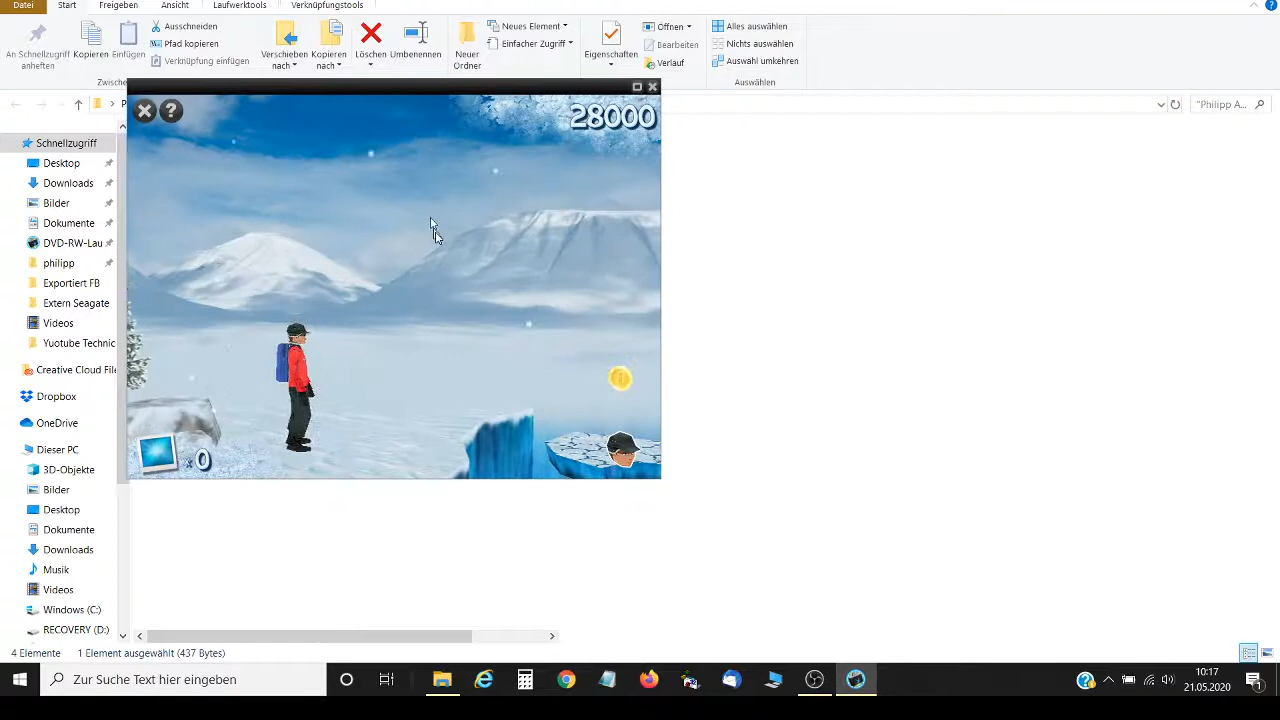 Datei Start Freigeben Ansicht Laufwerktools Verknüpfungstools
An Schnellzugriff anheften
Kopieren
Einfügen
Ausschneiden
Pfad kopieren
Verknüpfung einfügen
Verschieben nach
Kopieren nach
Löschen
Umbenennen
Neuer Ordner
Neues Element
Einfacher Zugriff
Eigenschaften
Öffnen
Bearbeiten
Verlauf
Alles auswählen
Nichts auswählen
Auswahl umkehren
Zwische
Auswählen
P
"Philipp A...
28000
?
x0
Schnellzugriff
Desktop
Downloads
Bilder
Dokumente
DVD-RW-Lau
philipp
Exportiert FB
Extern Seagate
Videos
Yuotube Technic
Creative Cloud File
Dropbox
OneDrive
Dieser PC
3D-Objekte
Bilder
Desktop
Dokumente
Downloads
Musik
Videos
Windows (C:)
RECOVERY (D:)
4 Elemente 1 Element ausgewählt (437 Bytes)
Zur Suche Text hier eingeben
10:17
21.05.2020
1